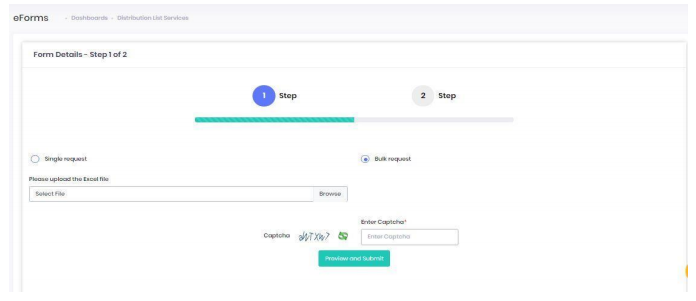 eForms - Dashboards - Distribution List Services
Form Details - Step 1 of 2
1 Step 2 Step
Single request Bulk request
Please upload the Excel file
Select File Browse
Enter Captcha*
Captcha Enter Captcha
Preview and Submit